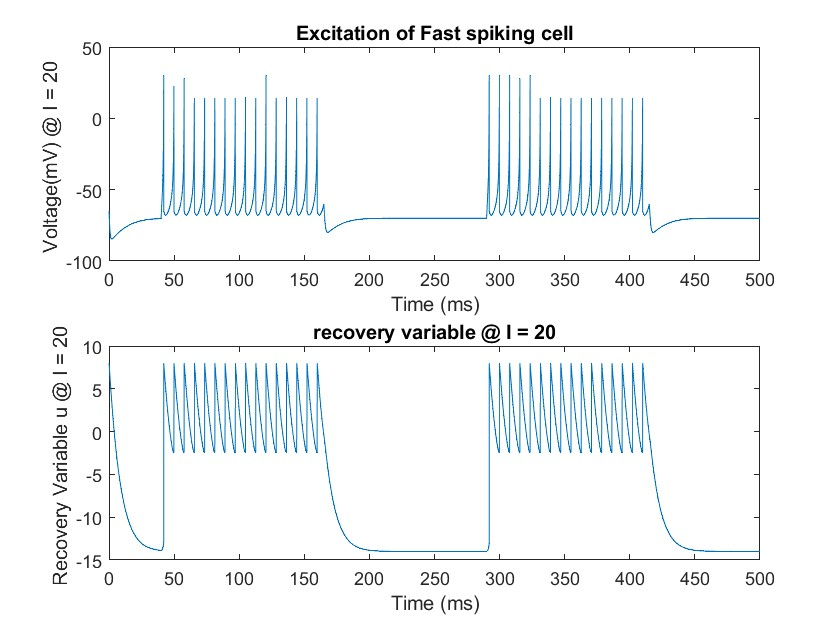 Excitation of Fast spiking cell
Voltage(mV) @ I = 20
50
0
-50
-100
0 50 100 150 200 250 300 350 400 450 500
Time (ms)
recovery variable @ I = 20
Recovery Variable u @ I = 20
10
5
0
-5
-10
-15
0 50 100 150 200 250 300 350 400 450 500
Time (ms)